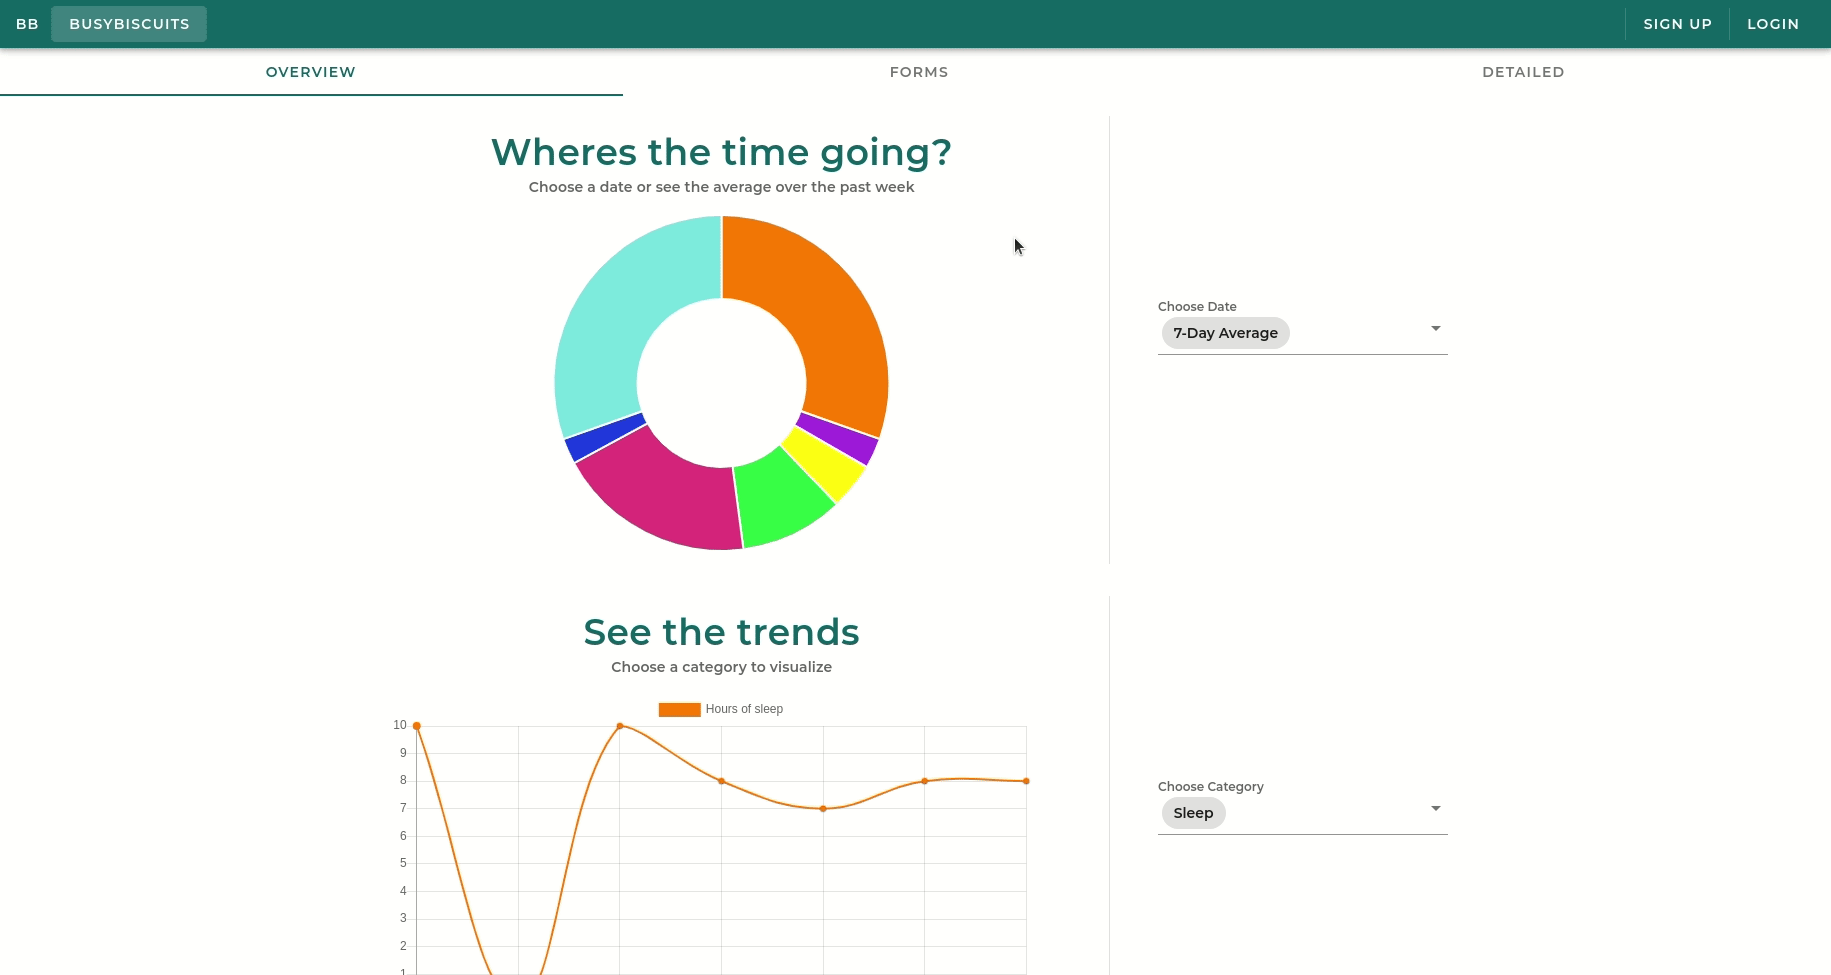 BB BUSYBISCUITS SIGN UP LOGIN
OVERVIEW FORMS DETAILED
Wheres the time going?
Choose a date or see the average over the past week
Choose Date
7-Day Average
See the trends
Choose a category to visualize
Hours of sleep
10
9
8
7
6
5
4
3
2
1
Choose Category
Sleep